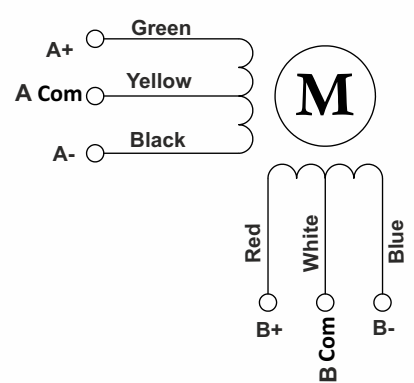 Green
A+
Yellow
A Com
Black
A-
M
Red
White
Blue
B+
B Com
B-